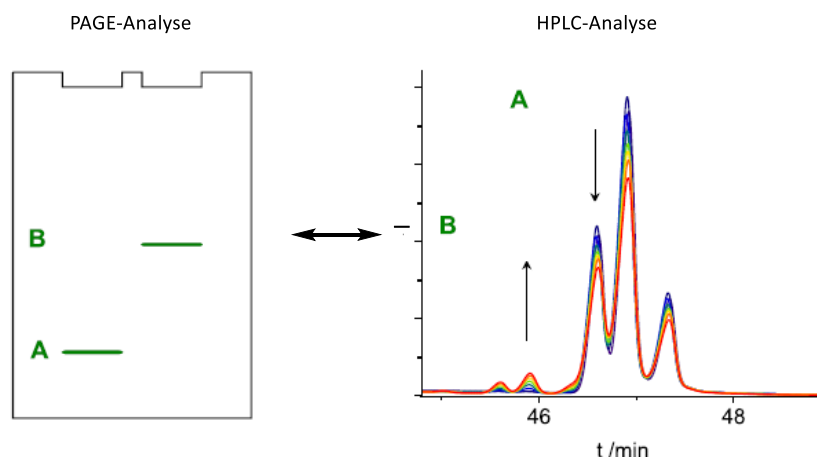 PAGE-Analyse
HPLC-Analyse
A
B
B
A
46
48
t /min